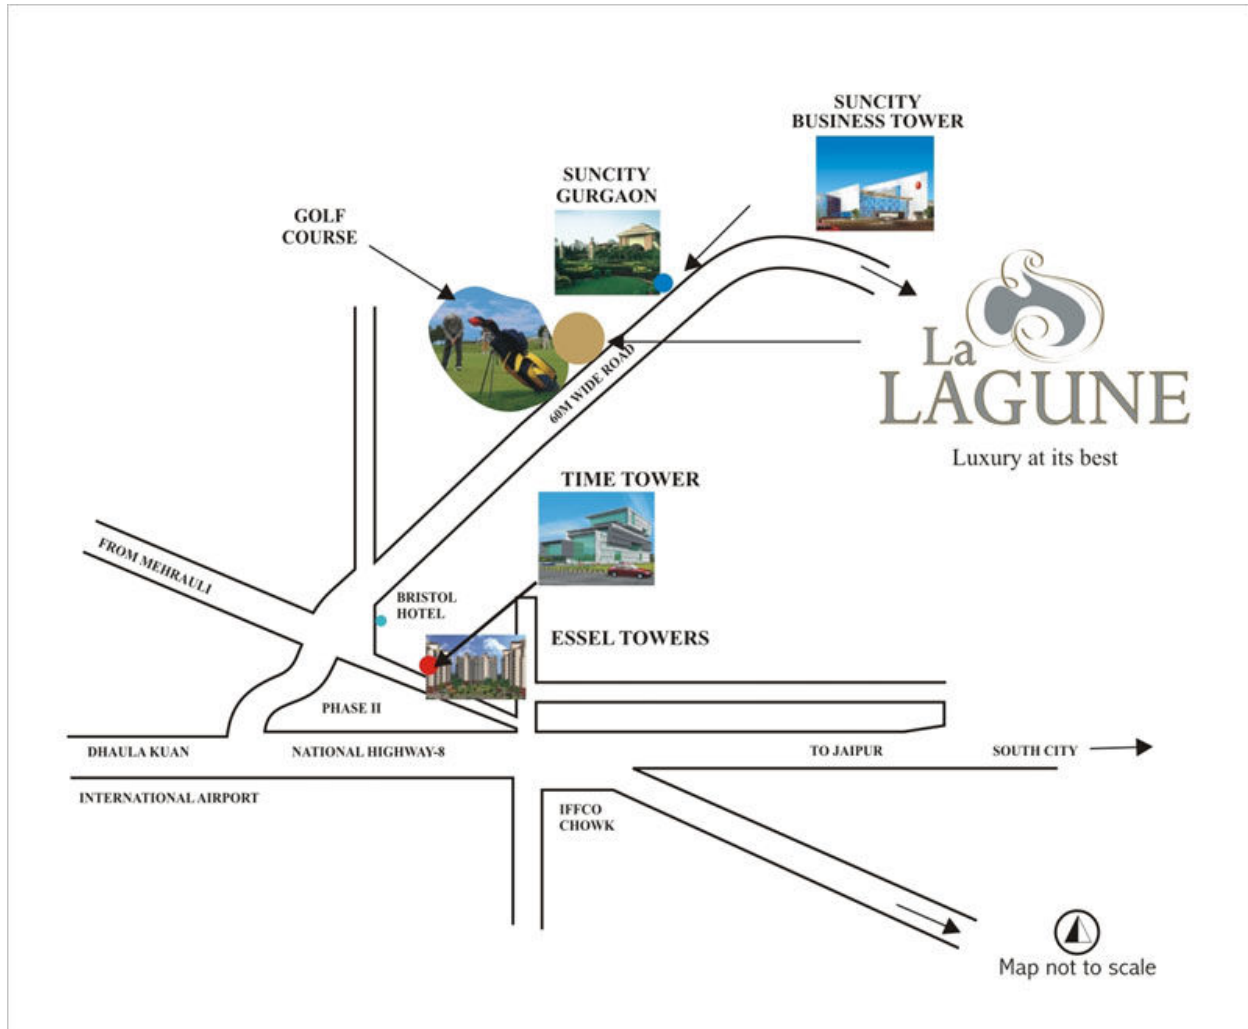 SUNCITY
BUSINESS TOWER
SUNCITY
GURGAON
GOLF
COURSE
60M WIDE ROAD
La
LAGUNE
Luxury at its best
TIME TOWER
FROM MEHRAULI
BRISTOL
HOTEL
ESSEL TOWERS
PHASE II
DHAULA KUAN
NATIONAL HIGHWAY-8
TO JAIPUR
SOUTH CITY
INTERNATIONAL AIRPORT
IFFCO
CHOWK
Map not to scale